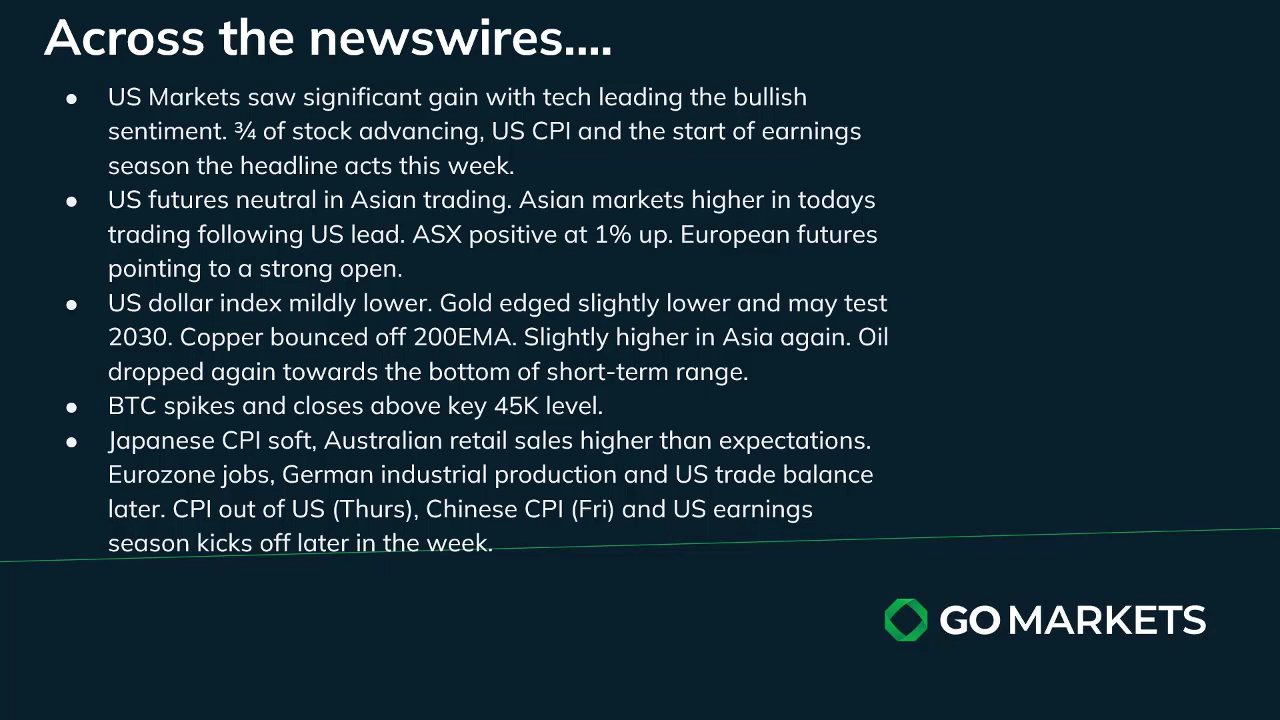 Across the newswires....
● US Markets saw significant gain with tech leading the bullish
sentiment. ¾ of stock advancing, US CPI and the start of earnings
season the headline acts this week.
● US futures neutral in Asian trading. Asian markets higher in todays
trading following US lead. ASX positive at 1% up. European futures
pointing to a strong open.
● US dollar index mildly lower. Gold edged slightly lower and may test
2030. Copper bounced off 200EMA. Slightly higher in Asia again. Oil
dropped again towards the bottom of short-term range.
● BTC spikes and closes above key 45K level.
● Japanese CPI soft, Australian retail sales higher than expectations.
Eurozone jobs, German industrial production and US trade balance
later. CPI out of US (Thurs), Chinese CPI (Fri) and US earnings
season kicks off later in the week.
GO MARKETS